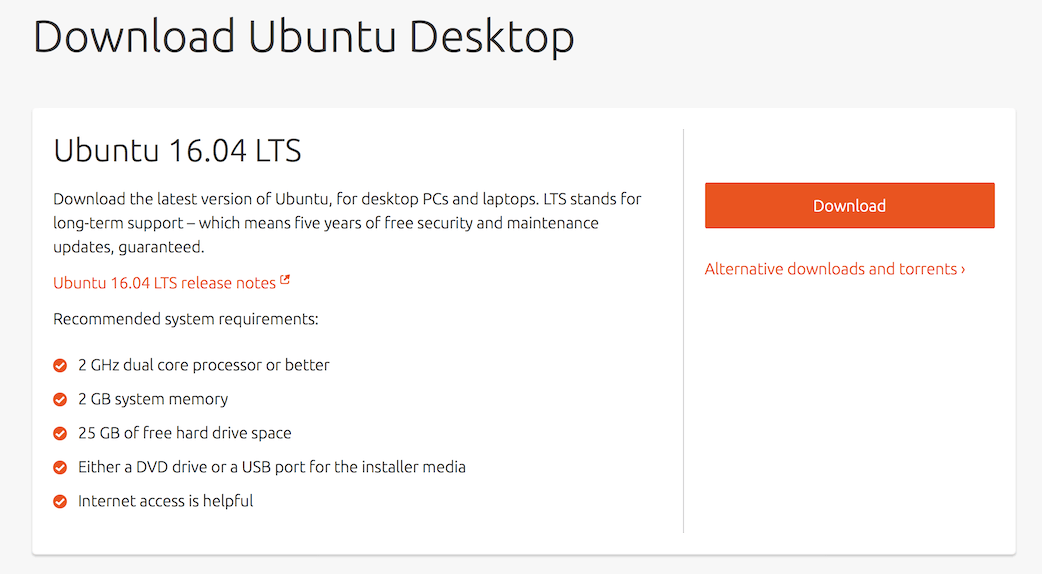 Download Ubuntu Desktop
Ubuntu 16.04 LTS
Download the latest version of Ubuntu, for desktop PCs and laptops. LTS stands for
long-term support – which means five years of free security and maintenance
updates, guaranteed.
Ubuntu 16.04 LTS release notes
Recommended system requirements:
2 GHz dual core processor or better
2 GB system memory
25 GB of free hard drive space
Either a DVD drive or a USB port for the installer media
Internet access is helpful
Download
Alternative downloads and torrents ›